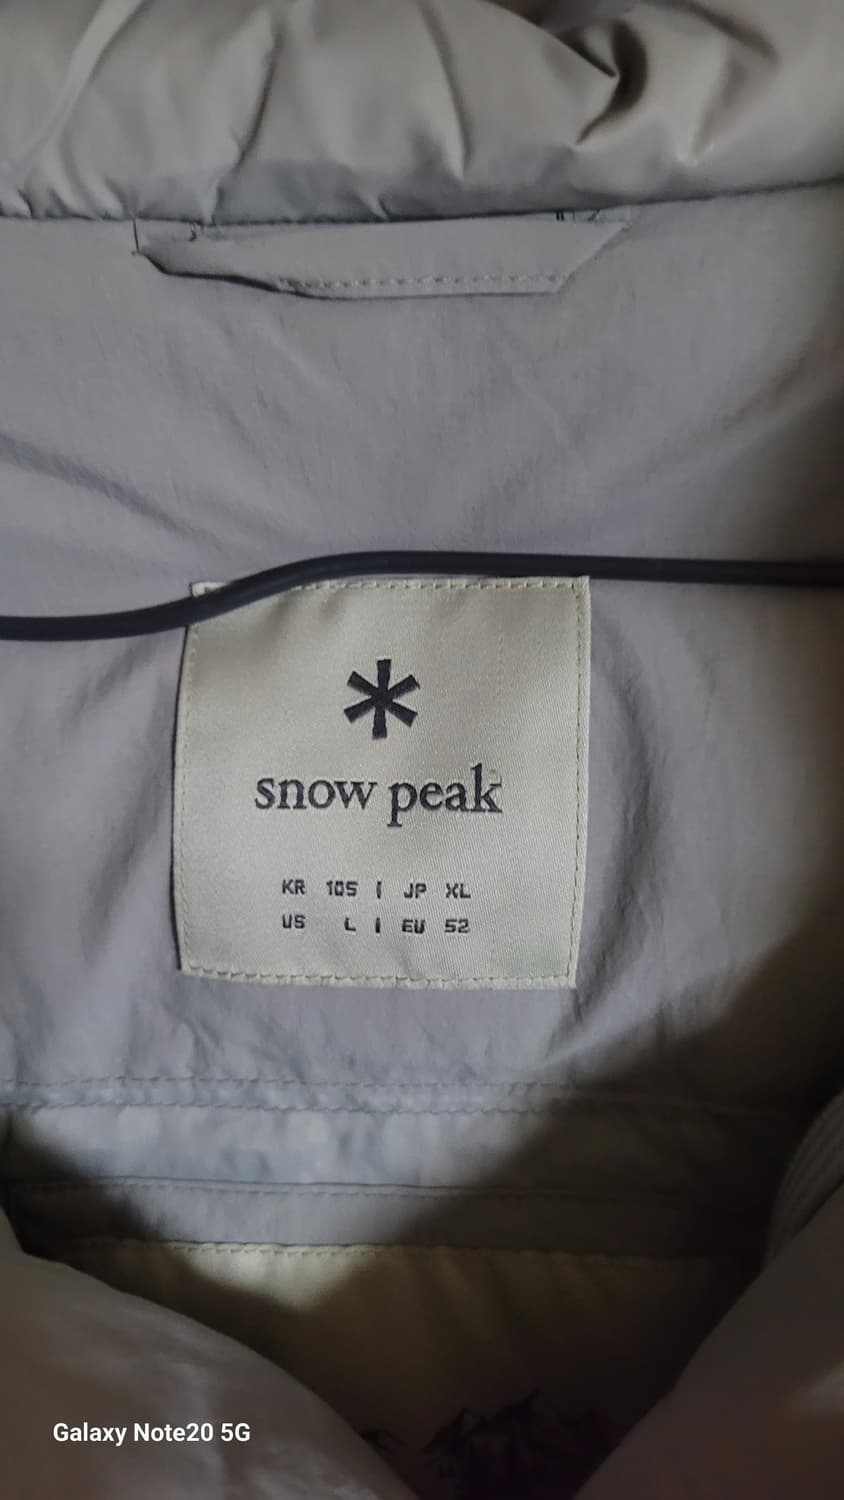 snow peak
KR 105 | JP XL
US L | EU 52
Galaxy Note20 5G